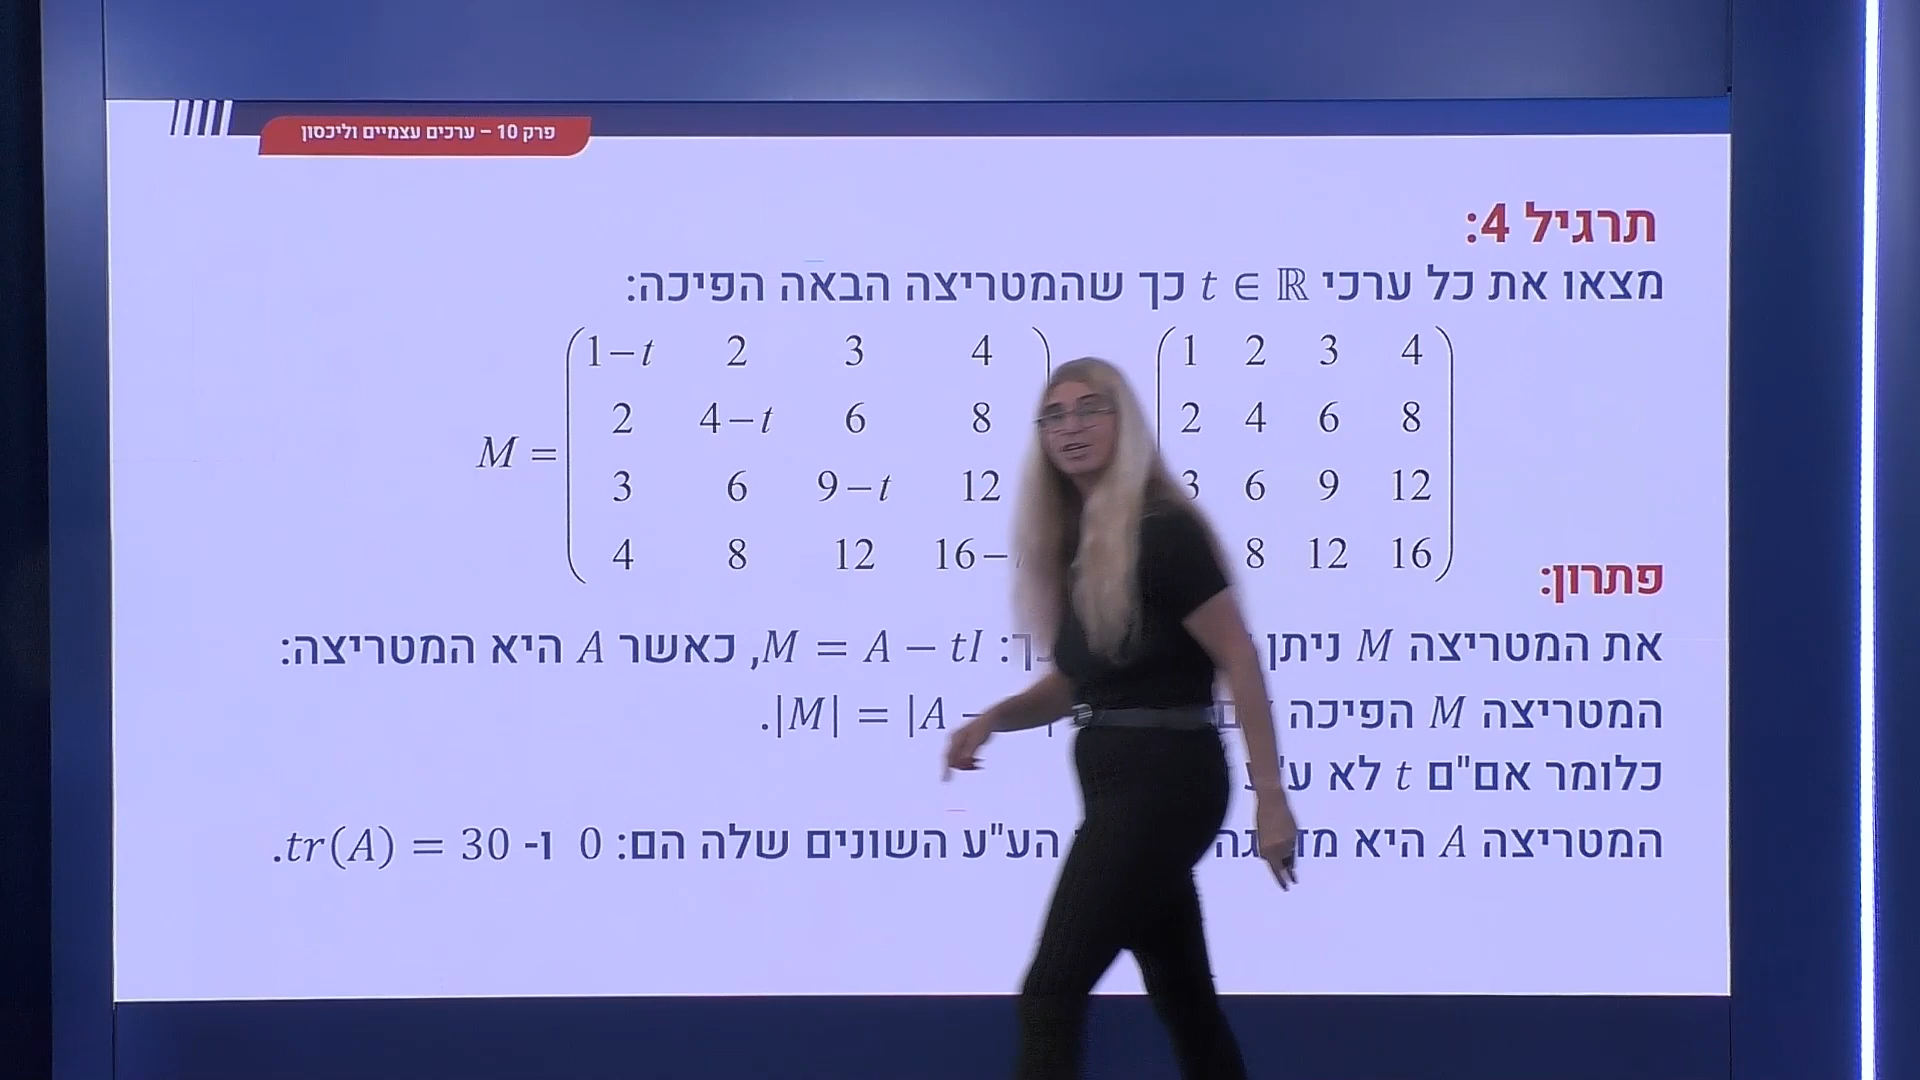 פרק 10 – ערכים עצמיים וליכסון
תרגיל 4:
מצאו את כל ערכי t ∈ ℝ כך שהמטריצה הבאה הפיכה:
1−t 2 3 4 1 2 3 4
2 4−t 6 8 2 4 6 8
M =
3 6 9−t 12 3 6 9 12
4 8 12 16− 8 12 16
פתרון:
את המטריצה M ניתן : M = A − tI, כאשר A היא המטריצה:
המטריצה M הפיכה |M| = |A −.
כלומר אם"ם t לא
המטריצה A היא הע"ע השונים שלה הם: 0 ו- tr(A) = 30.